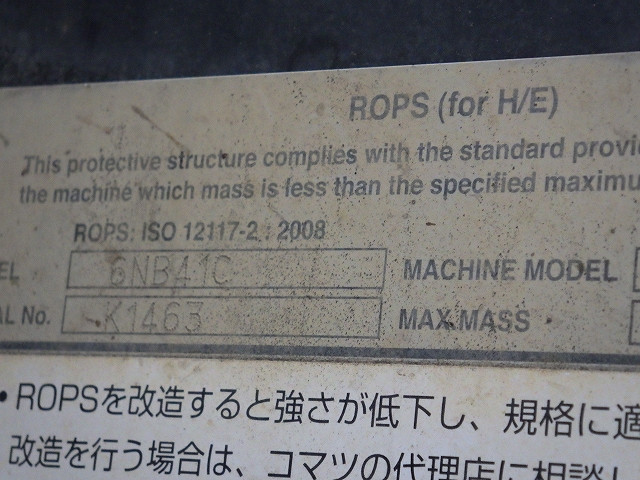 ROPS (for H/E)
This protective structure complies with the standard provi
the machine which mass is less than the specified maximu
ROPS: ISO 12117-2 : 2008
EL 6NB41C MACHINE MODEL
AL No. K1463 MAX MASS
・ROPSを改造すると強さが低下し、規格に適
改造を行う場合は、コマツの代理店に相談し